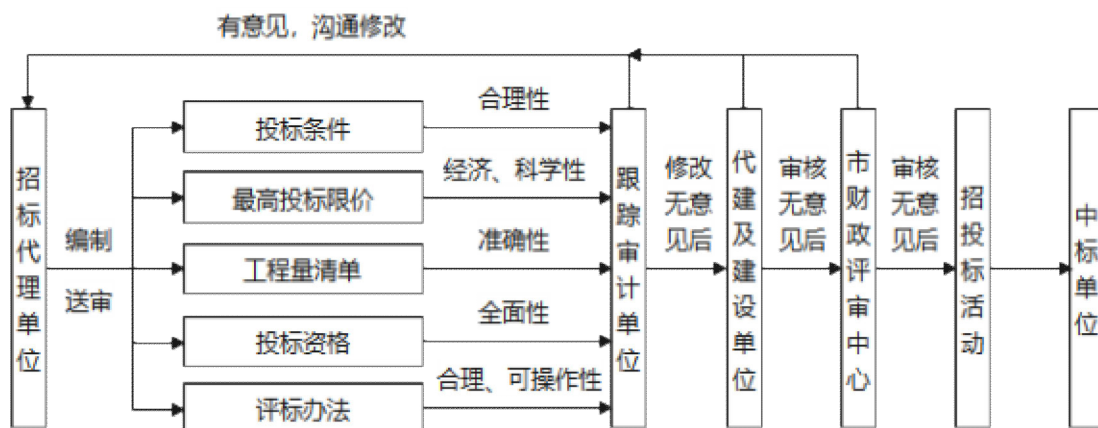 有意见，沟通修改
招标代理单位
编制
送审
投标条件
最高投标限价
工程量清单
投标资格
评标办法
合理性
经济、科学性
准确性
全面性
合理、可操作性
跟踪审计单位
修改
无意
见后
代建及建设单位
审核
无意
见后
市财政评审中心
审核
无意
见后
招投标活动
中标单位